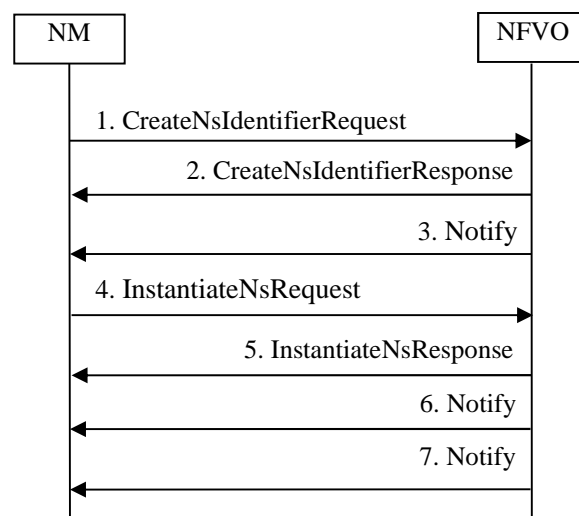 NM
NFVO
1. CreateNsIdentifierRequest
2. CreateNsIdentifierResponse
3. Notify
4. InstantiateNsRequest
5. InstantiateNsResponse
6. Notify
7. Notify